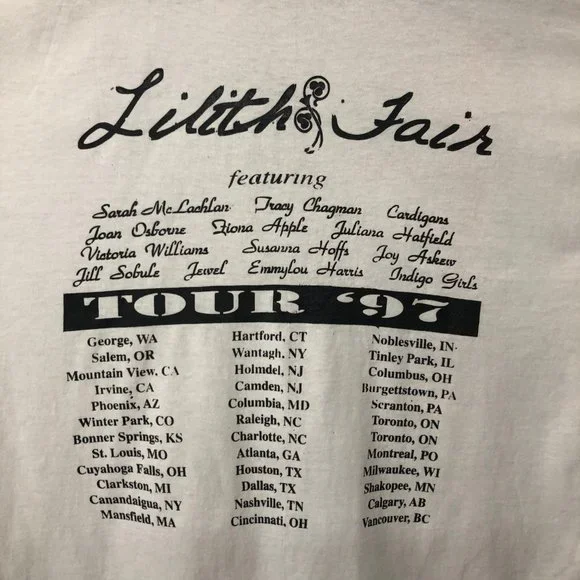 Lilith Fair
featuring
Sarah McLachlan Tracy Chagman Cardigans
Joan Osborne Fiona Apple Juliana Hatfield
Victoria Williams Susanna Hoffs Joy Askew
Jill Sobule Jewel Emmylou Harris Indigo Girls
TOUR '97
George, WA Hartford, CT Noblesville, IN
Salem, OR Wantagh, NY Tinley Park, IL
Mountain View, CA Holmdel, NJ Columbus, OH
Irvine, CA Camden, NJ Burgettstown, PA
Phoenix, AZ Columbia, MD Scranton, PA
Winter Park, CO Raleigh, NC Toronto, ON
Bonner Springs, KS Charlotte, NC Toronto, ON
St. Louis, MO Atlanta, GA Montreal, PO
Cuyahoga Falls, OH Houston, TX Milwaukee, WI
Clarkston, MI Dallas, TX Shakopee, MN
Canandaigua, NY Nashville, TN Calgary, AB
Mansfield, MA Cincinnati, OH Vancouver, BC